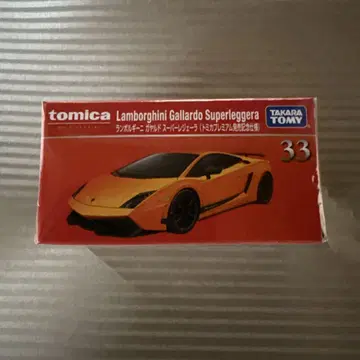 tomica
Lamborghini Gallardo Superleggera
ランボルギーニ ガヤルド スーパーレジェーラ（トミカプレミアム発売記念仕様）
TAKARA
TOMY
33